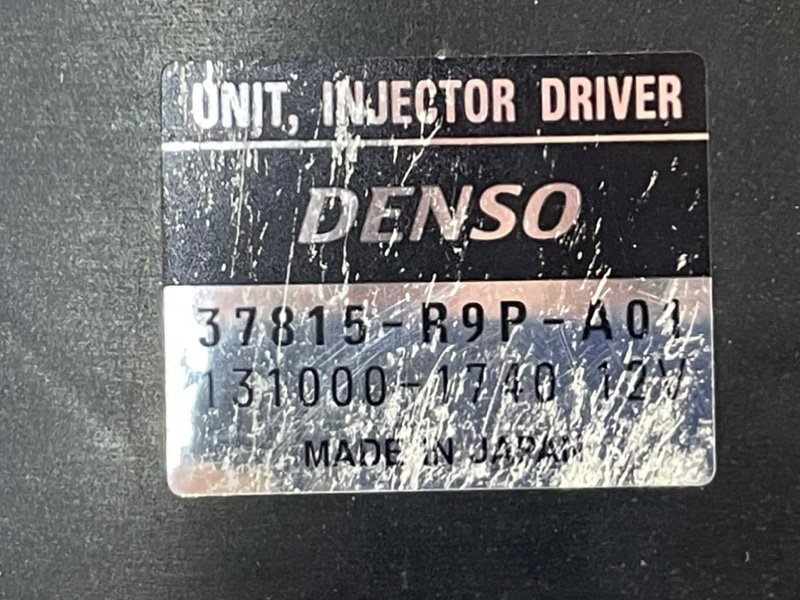 UNIT, INJECTOR DRIVER
DENSO
37815-R9P-A01
131000-1740 12V
MADE IN JAPAN